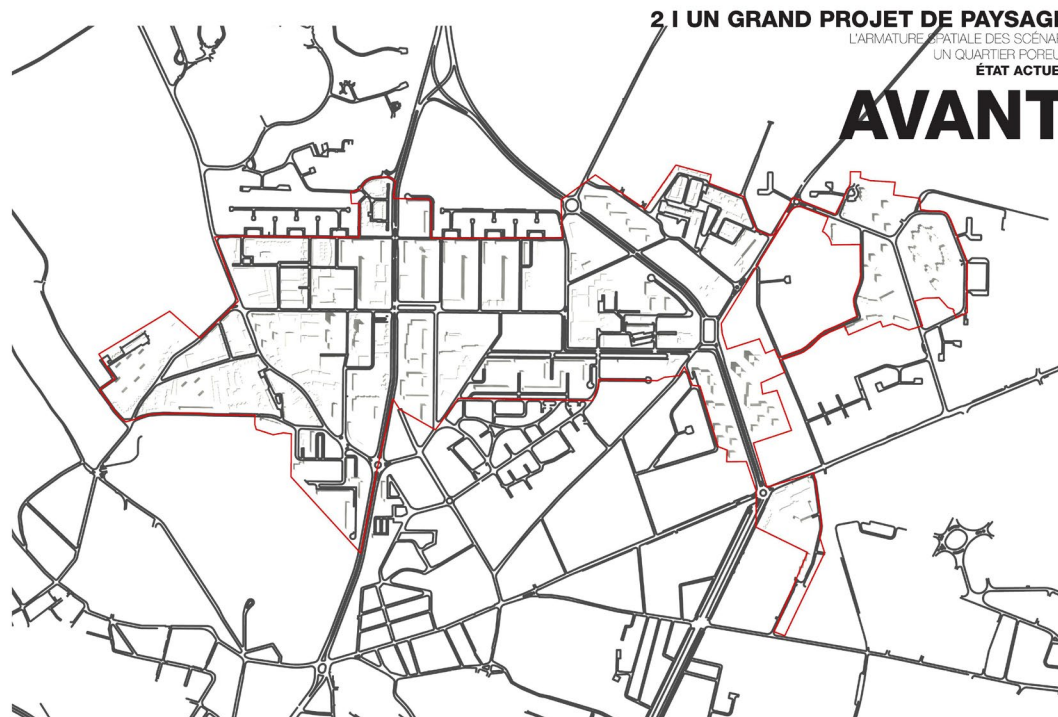 2 I UN GRAND PROJET DE PAYSAG
L'ARMATURE SPATIALE DES SCÉNAR
UN QUARTIER POREU
ÉTAT ACTUE
AVANT